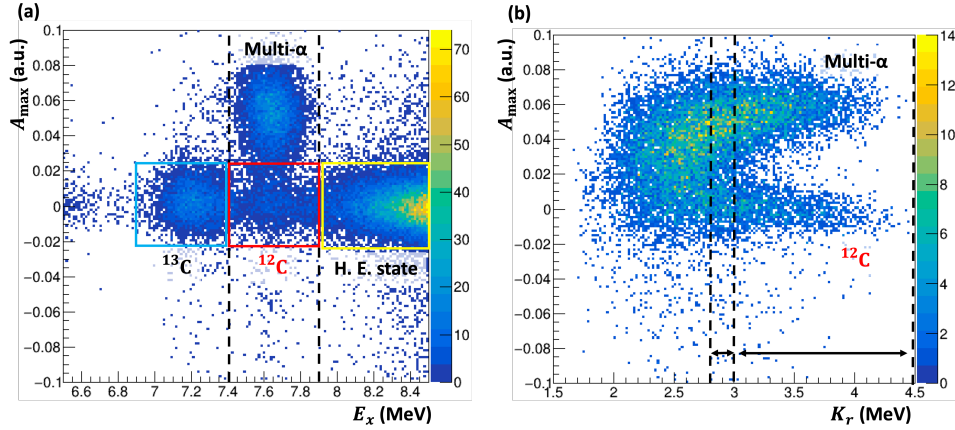 (a)
A_max (a.u.)
0.1
0.08
0.06
0.04
0.02
0
−0.02
−0.04
−0.06
−0.08
−0.1
Multi-α
¹³C
¹²C
H. E. state
6.6 6.8 7 7.2 7.4 7.6 7.8 8 8.2 8.4
E_x (MeV)
70
60
50
40
30
20
10
0
(b)
A_max (a.u.)
0.1
0.08
0.06
0.04
0.02
0
−0.02
−0.04
−0.06
−0.08
−0.1
Multi-α
¹²C
1.5 2 2.5 3 3.5 4 4.5
K_r (MeV)
14
12
10
8
6
4
2
0